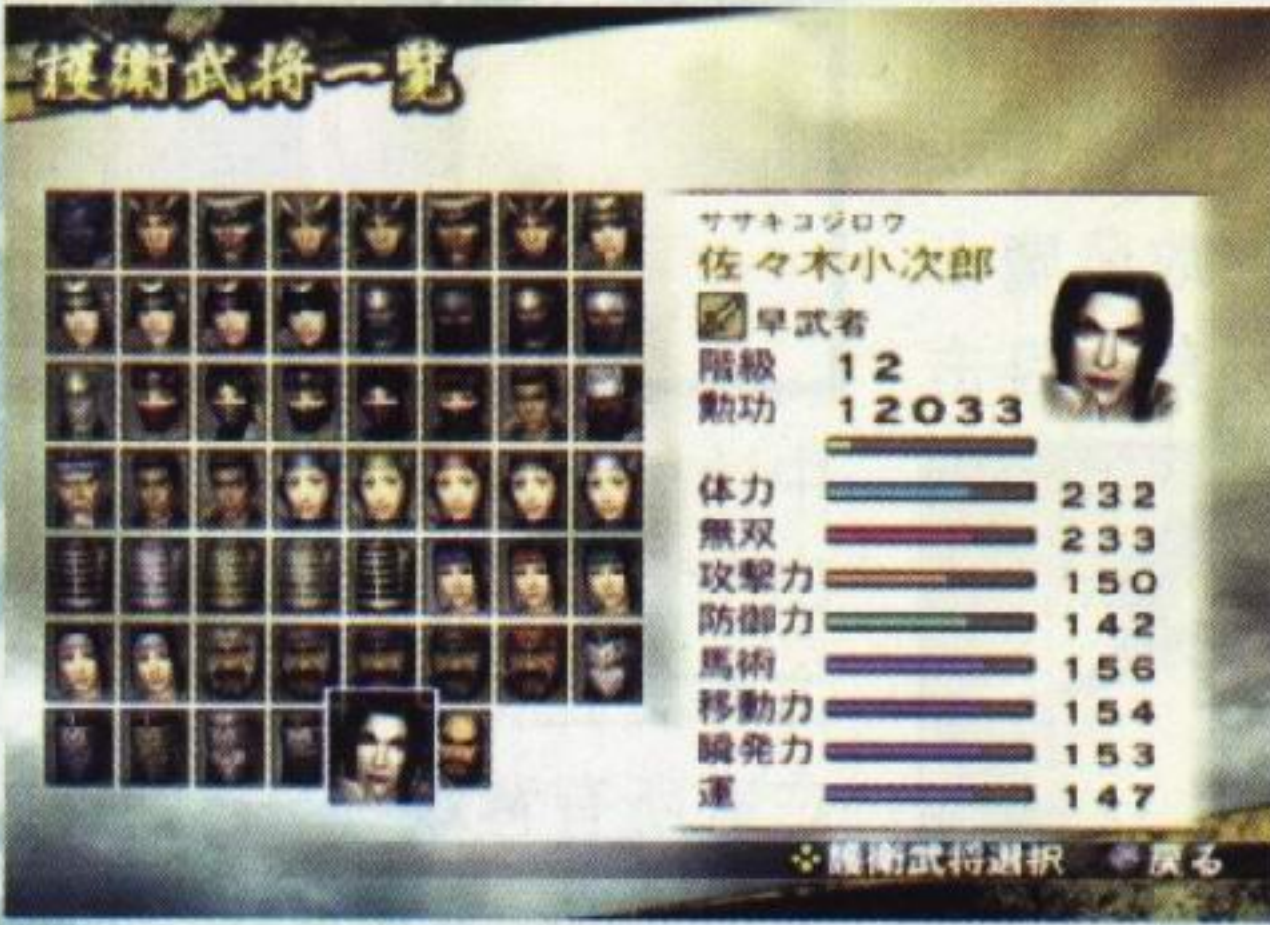 護衛武将一覧
ササキコジロウ
佐々木小次郎
早武者
階級 12
勲功 12033
体力 232
無双 233
攻撃力 150
防御力 142
馬術 156
移動力 154
瞬発力 153
運 147
護衛武将選択 戻る